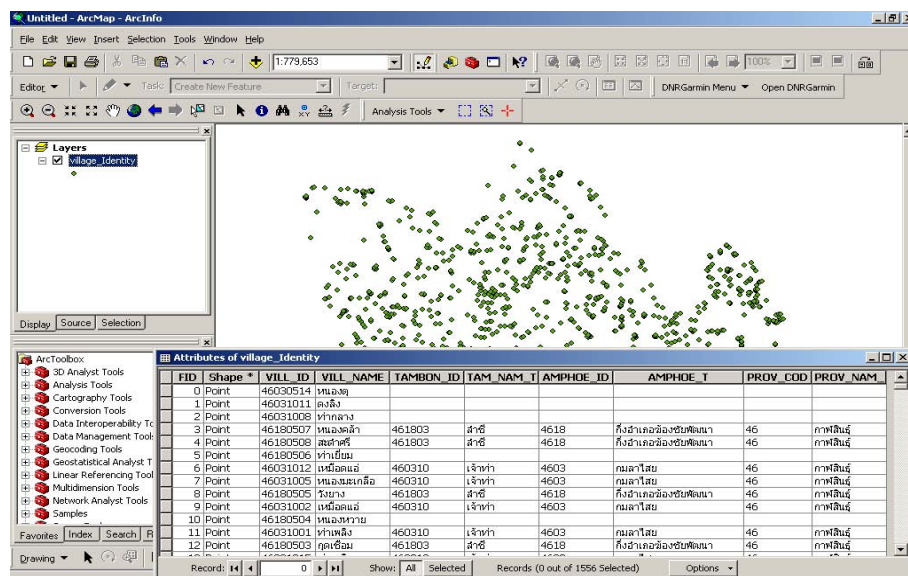 Untitled - ArcMap - ArcInfo
File Edit View Insert Selection Tools Window Help
1:779,653
100%
Editor Task: Create New Feature Target: DNRGarmin Menu Open DNRGarmin
Analysis Tools
Layers
village_Identity
Display Source Selection
ArcToolbox
3D Analyst Tools
Analysis Tools
Cartography Tools
Conversion Tools
Data Interoperability To
Data Management Tool
Geocoding Tools
Geostatistical Analyst T
Linear Referencing Tool
Multidimension Tools
Network Analyst Tools
Samples
Favorites Index Search R
Drawing
Attributes of village_Identity
FID Shape * VILL_ID VILL_NAME TAMBON_ID TAM_NAM_T AMPHOE_ID AMPHOE_T PROV_COD PROV_NAM_
0 Point 46030514 หนองตุ
1 Point 46031011 ดงลิง
2 Point 46031008 ท่ากลาง
3 Point 46180507 หนองคล้า 461803 สำชี 4618 กิ่งอำเภอฆ้องชัยพัฒนา 46 กาฬสินธุ์
4 Point 46180508 สะตำศรี 461803 สำชี 4618 กิ่งอำเภอฆ้องชัยพัฒนา 46 กาฬสินธุ์
5 Point 46180506 ท่าเยี่ยม
6 Point 46031012 เหมือดแอ่ 460310 เจ้าท่า 4603 กมลาไสย 46 กาฬสินธุ์
7 Point 46031005 หนองมะเกลือ 460310 เจ้าท่า 4603 กมลาไสย 46 กาฬสินธุ์
8 Point 46180505 วังยาง 461803 สำชี 4618 กิ่งอำเภอฆ้องชัยพัฒนา 46 กาฬสินธุ์
9 Point 46031002 เหมือดแอ่ 460310 เจ้าท่า 4603 กมลาไสย 46 กาฬสินธุ์
10 Point 46180504 หนองหวาย
11 Point 46031001 ท่าเพลิง 460310 เจ้าท่า 4603 กมลาไสย 46 กาฬสินธุ์
12 Point 46180503 กุดเชือม 461803 สำชี 4618 กิ่งอำเภอฆ้องชัยพัฒนา 46 กาฬสินธุ์
Record: 0 Show: All Selected Records (0 out of 1556 Selected) Options